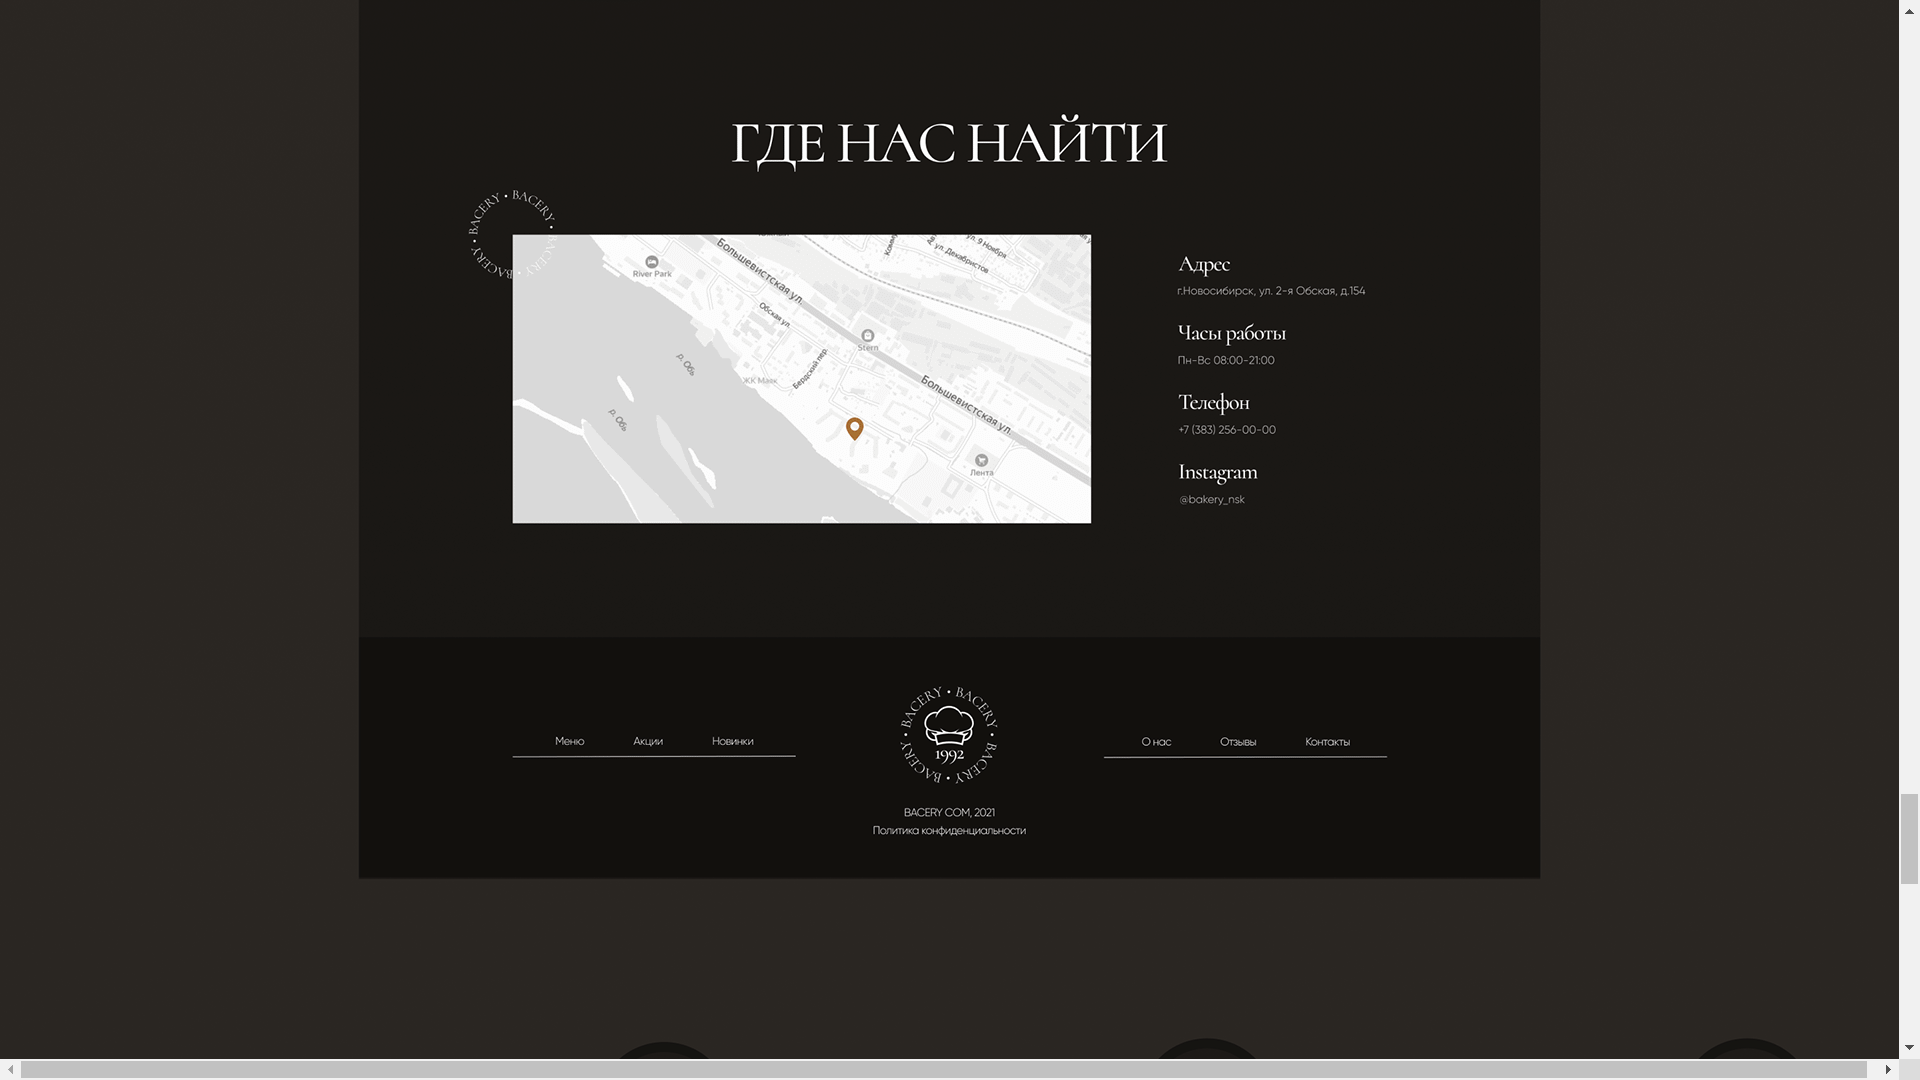 ГДЕ НАС НАЙТИ
BACERY • BACERY • BACERY • BACERY •
River Park
Большевистская ул.
Обская ул.
ул. Декабристов
ул. 9 Ноября
Stern
Бердский пер.
ЖК Маяк
р. Обь
р. Обь
Большевистская ул.
Лента
Адрес
г.Новосибирск, ул. 2-я Обская, д.154
Часы работы
Пн-Вс 08:00-21:00
Телефон
+7 (383) 256-00-00
Instagram
@bakery_nsk
Меню Акции Новинки
BACERY • BACERY • BACERY • BACERY •
1992
О нас Отзывы Контакты
BACERY COM, 2021
Политика конфиденциальности